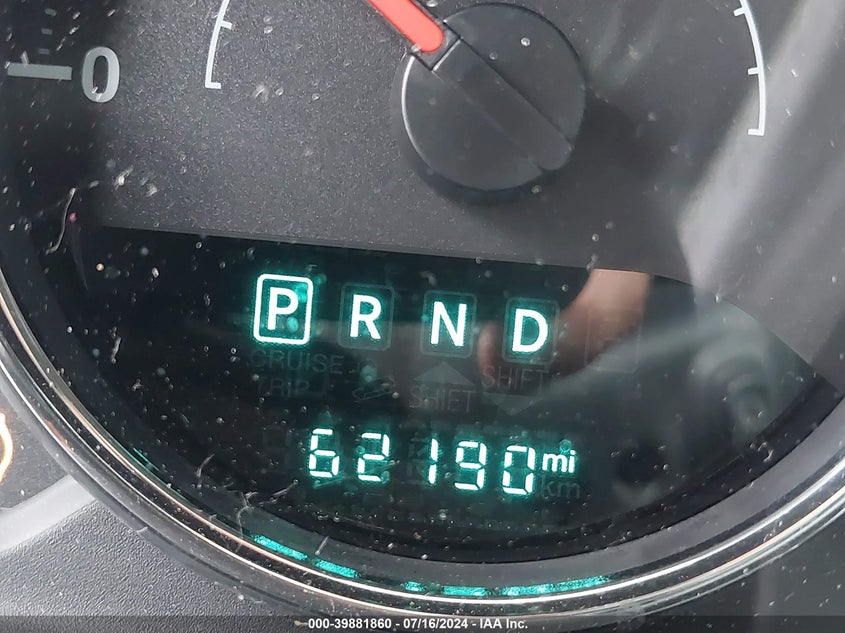 0
P R N D
CRUISE
TRIP SHIFT SHIFT
62190 mi
km
000-39881860 - 07/16/2024 - IAA Inc.